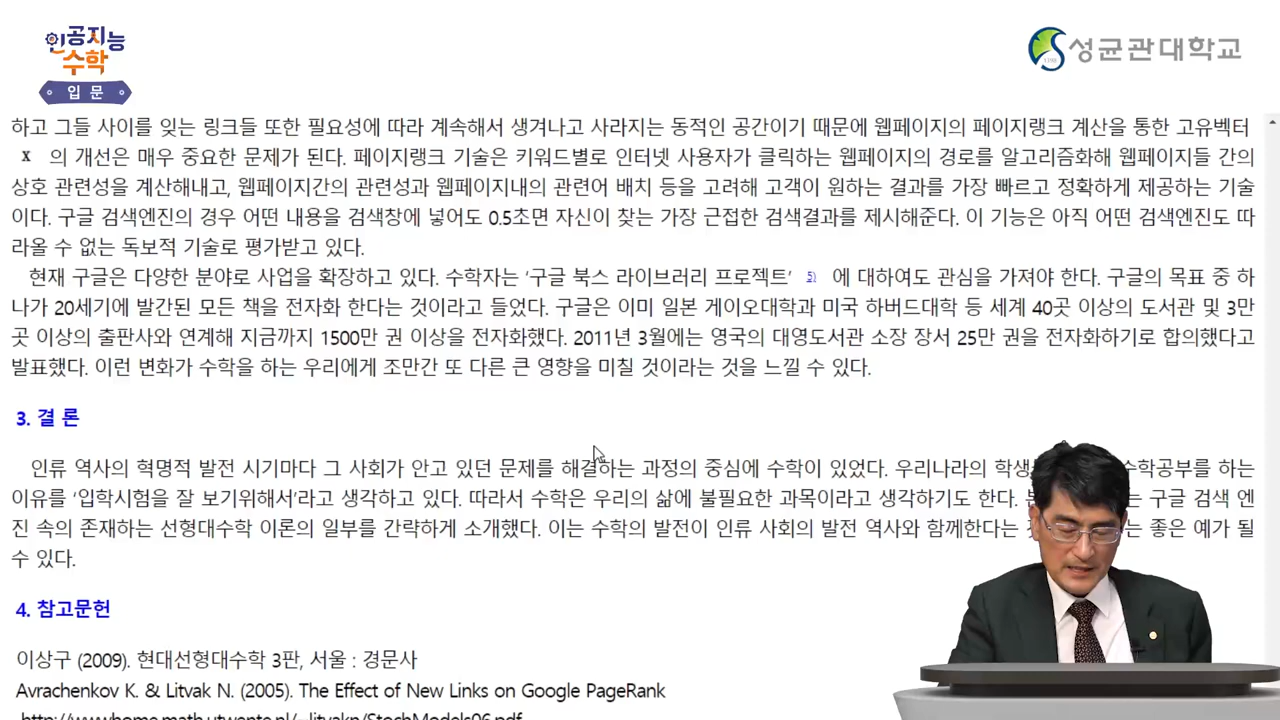 인공지능
수학
입 문
성균관대학교
하고 그들 사이를 잊는 링크들 또한 필요성에 따라 계속해서 생겨나고 사라지는 동적인 공간이기 때문에 웹페이지의 페이지랭크 계산을 통한 고유벡터
x 의 개선은 매우 중요한 문제가 된다. 페이지랭크 기술은 키워드별로 인터넷 사용자가 클릭하는 웹페이지의 경로를 알고리즘화해 웹페이지들 간의
상호 관련성을 계산해내고, 웹페이지간의 관련성과 웹페이지내의 관련어 배치 등을 고려해 고객이 원하는 결과를 가장 빠르고 정확하게 제공하는 기술
이다. 구글 검색엔진의 경우 어떤 내용을 검색창에 넣어도 0.5초면 자신이 찾는 가장 근접한 검색결과를 제시해준다. 이 기능은 아직 어떤 검색엔진도 따
라올 수 없는 독보적 기술로 평가받고 있다.
현재 구글은 다양한 분야로 사업을 확장하고 있다. 수학자는 ‘구글 북스 라이브러리 프로젝트’ 5) 에 대하여도 관심을 가져야 한다. 구글의 목표 중 하
나가 20세기에 발간된 모든 책을 전자화 한다는 것이라고 들었다. 구글은 이미 일본 게이오대학과 미국 하버드대학 등 세계 40곳 이상의 도서관 및 3만
곳 이상의 출판사와 연계해 지금까지 1500만 권 이상을 전자화했다. 2011년 3월에는 영국의 대영도서관 소장 장서 25만 권을 전자화하기로 합의했다고
발표했다. 이런 변화가 수학을 하는 우리에게 조만간 또 다른 큰 영향을 미칠 것이라는 것을 느낄 수 있다.
3. 결 론
인류 역사의 혁명적 발전 시기마다 그 사회가 안고 있던 문제를 해결하는 과정의 중심에 수학이 있었다. 우리나라의 수학공부를 하는
이유를 ‘입학시험을 잘 보기위해서’라고 생각하고 있다. 따라서 수학은 우리의 삶에 불필요한 과목이라고 생각하기도 한다. 구글 검색 엔
진 속의 존재하는 선형대수학 이론의 일부를 간략하게 소개했다. 이는 수학의 발전이 인류 사회의 발전 역사와 함께한다는 좋은 예가 될
수 있다.
4. 참고문헌
이상구 (2009). 현대선형대수학 3판, 서울 : 경문사
Avrachenkov K. & Litvak N. (2005). The Effect of New Links on Google PageRank
http://www.home.math.utwente.nl/~litvakn/StochModels06.pdf